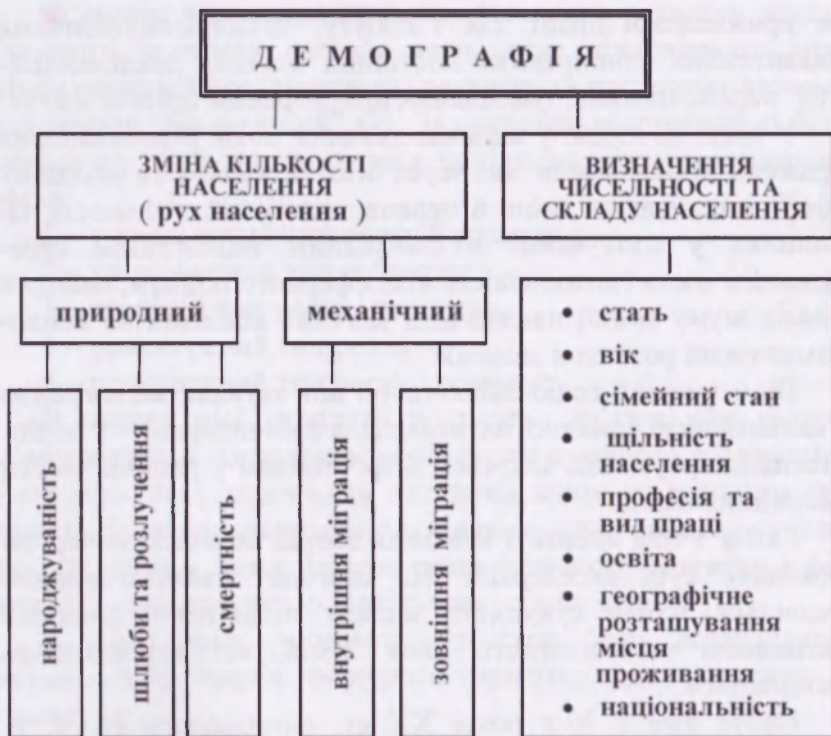 ДЕМОГРАФІЯ
ЗМІНА КІЛЬКОСТІ
НАСЕЛЕННЯ
( рух населення )
ВИЗНАЧЕННЯ
ЧИСЕЛЬНОСТІ ТА
СКЛАДУ НАСЕЛЕННЯ
природний
механічний
народжуваність
шлюби та розлучення
смертність
внутрішня міграція
зовнішня міграція
• стать
• вік
• сімейний стан
• щільність
населення
• професія та
вид праці
• освіта
• географічне
розташування
місця
проживання
• національність